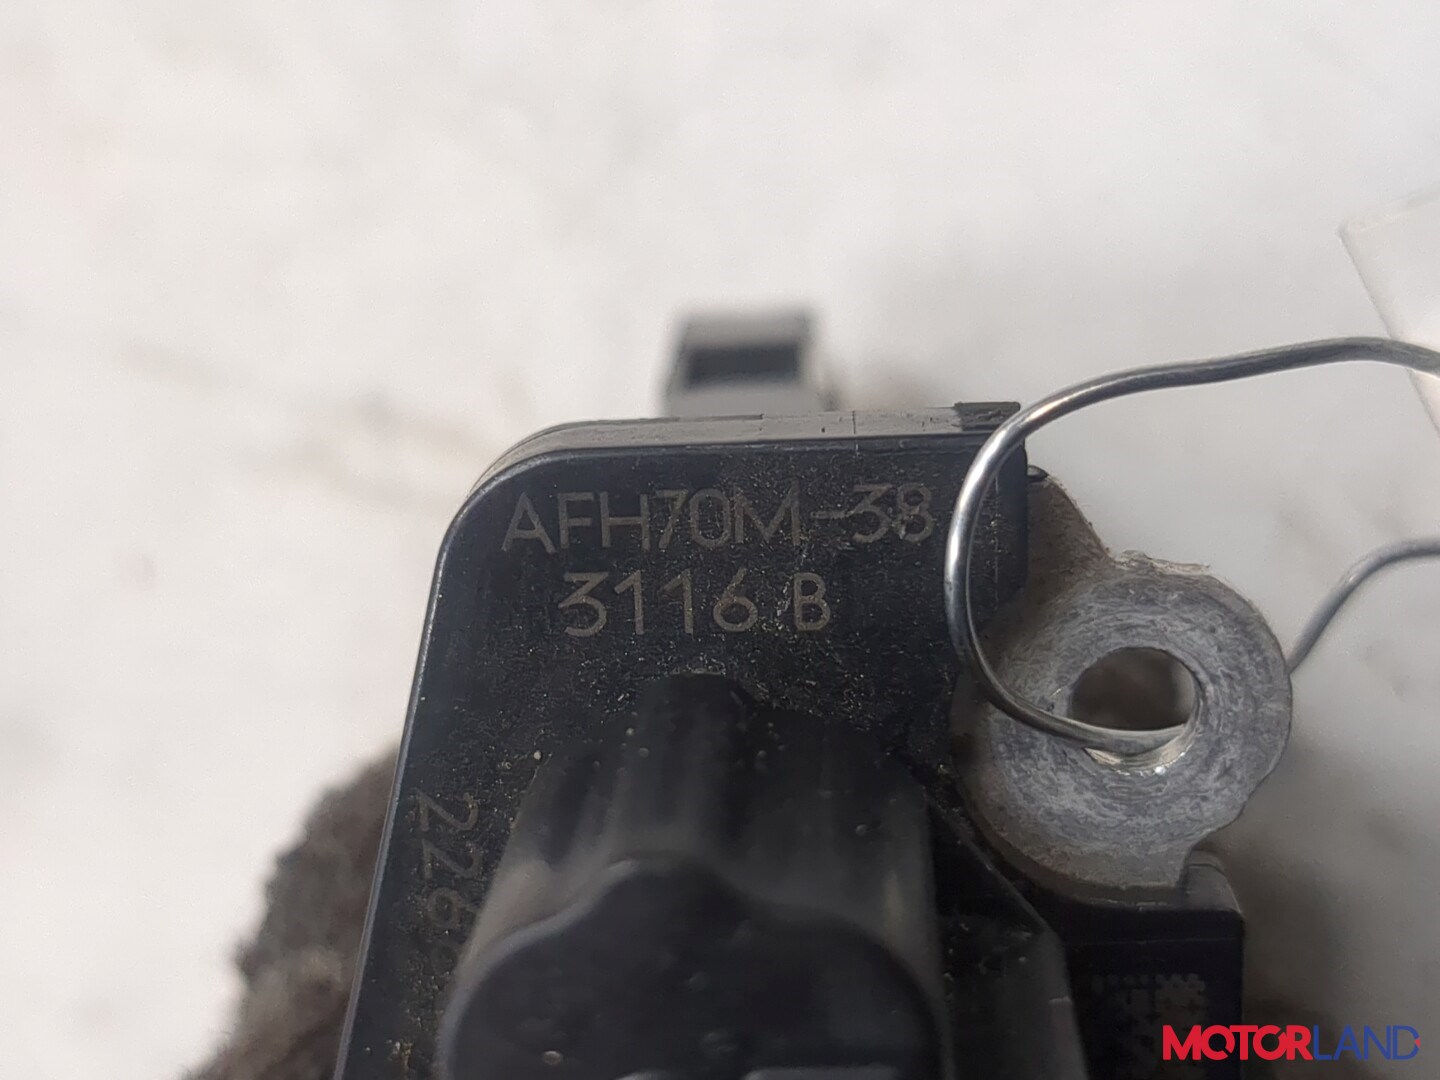 AFH70M-38
3116 B
MOTORLAND